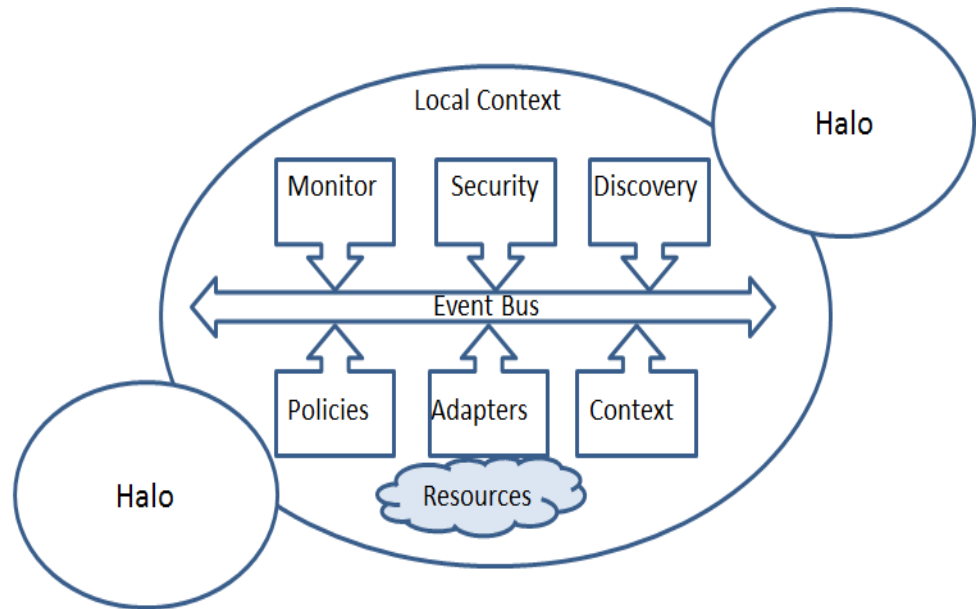 Local Context
Halo
Monitor
Security
Discovery
Event Bus
Policies
Adapters
Context
Halo
Resources